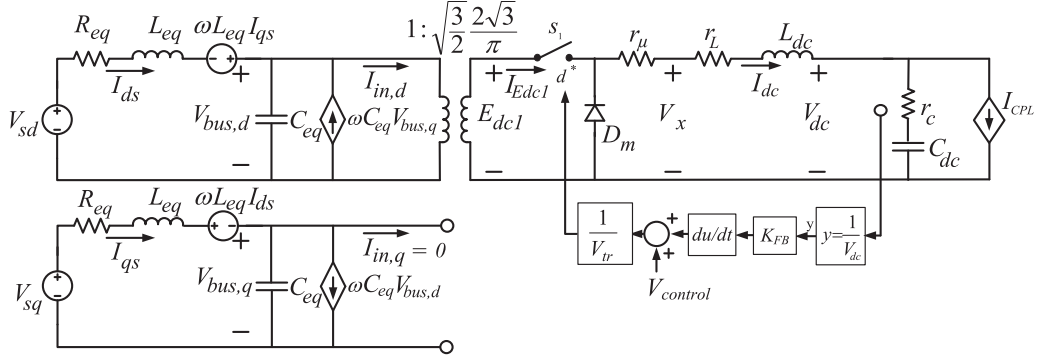 R_eq L_eq ωL_eq I_qs
I_ds
V_sd
V_bus,d
C_eq
ωC_eq V_bus,q
I_in,d
1:√(3/2) 2√3/π
E_dc1
I_Edc1
S_1
d*
D_m
r_μ r_L L_dc
V_x
I_dc
V_dc
r_c
C_dc
I_CPL
R_eq L_eq ωL_eq I_ds
I_qs
V_sq
V_bus,q
C_eq
ωC_eq V_bus,d
I_in,q = 0
1/V_tr
+
+
V_control
du/dt
K_FB
y
y=1/V_dc